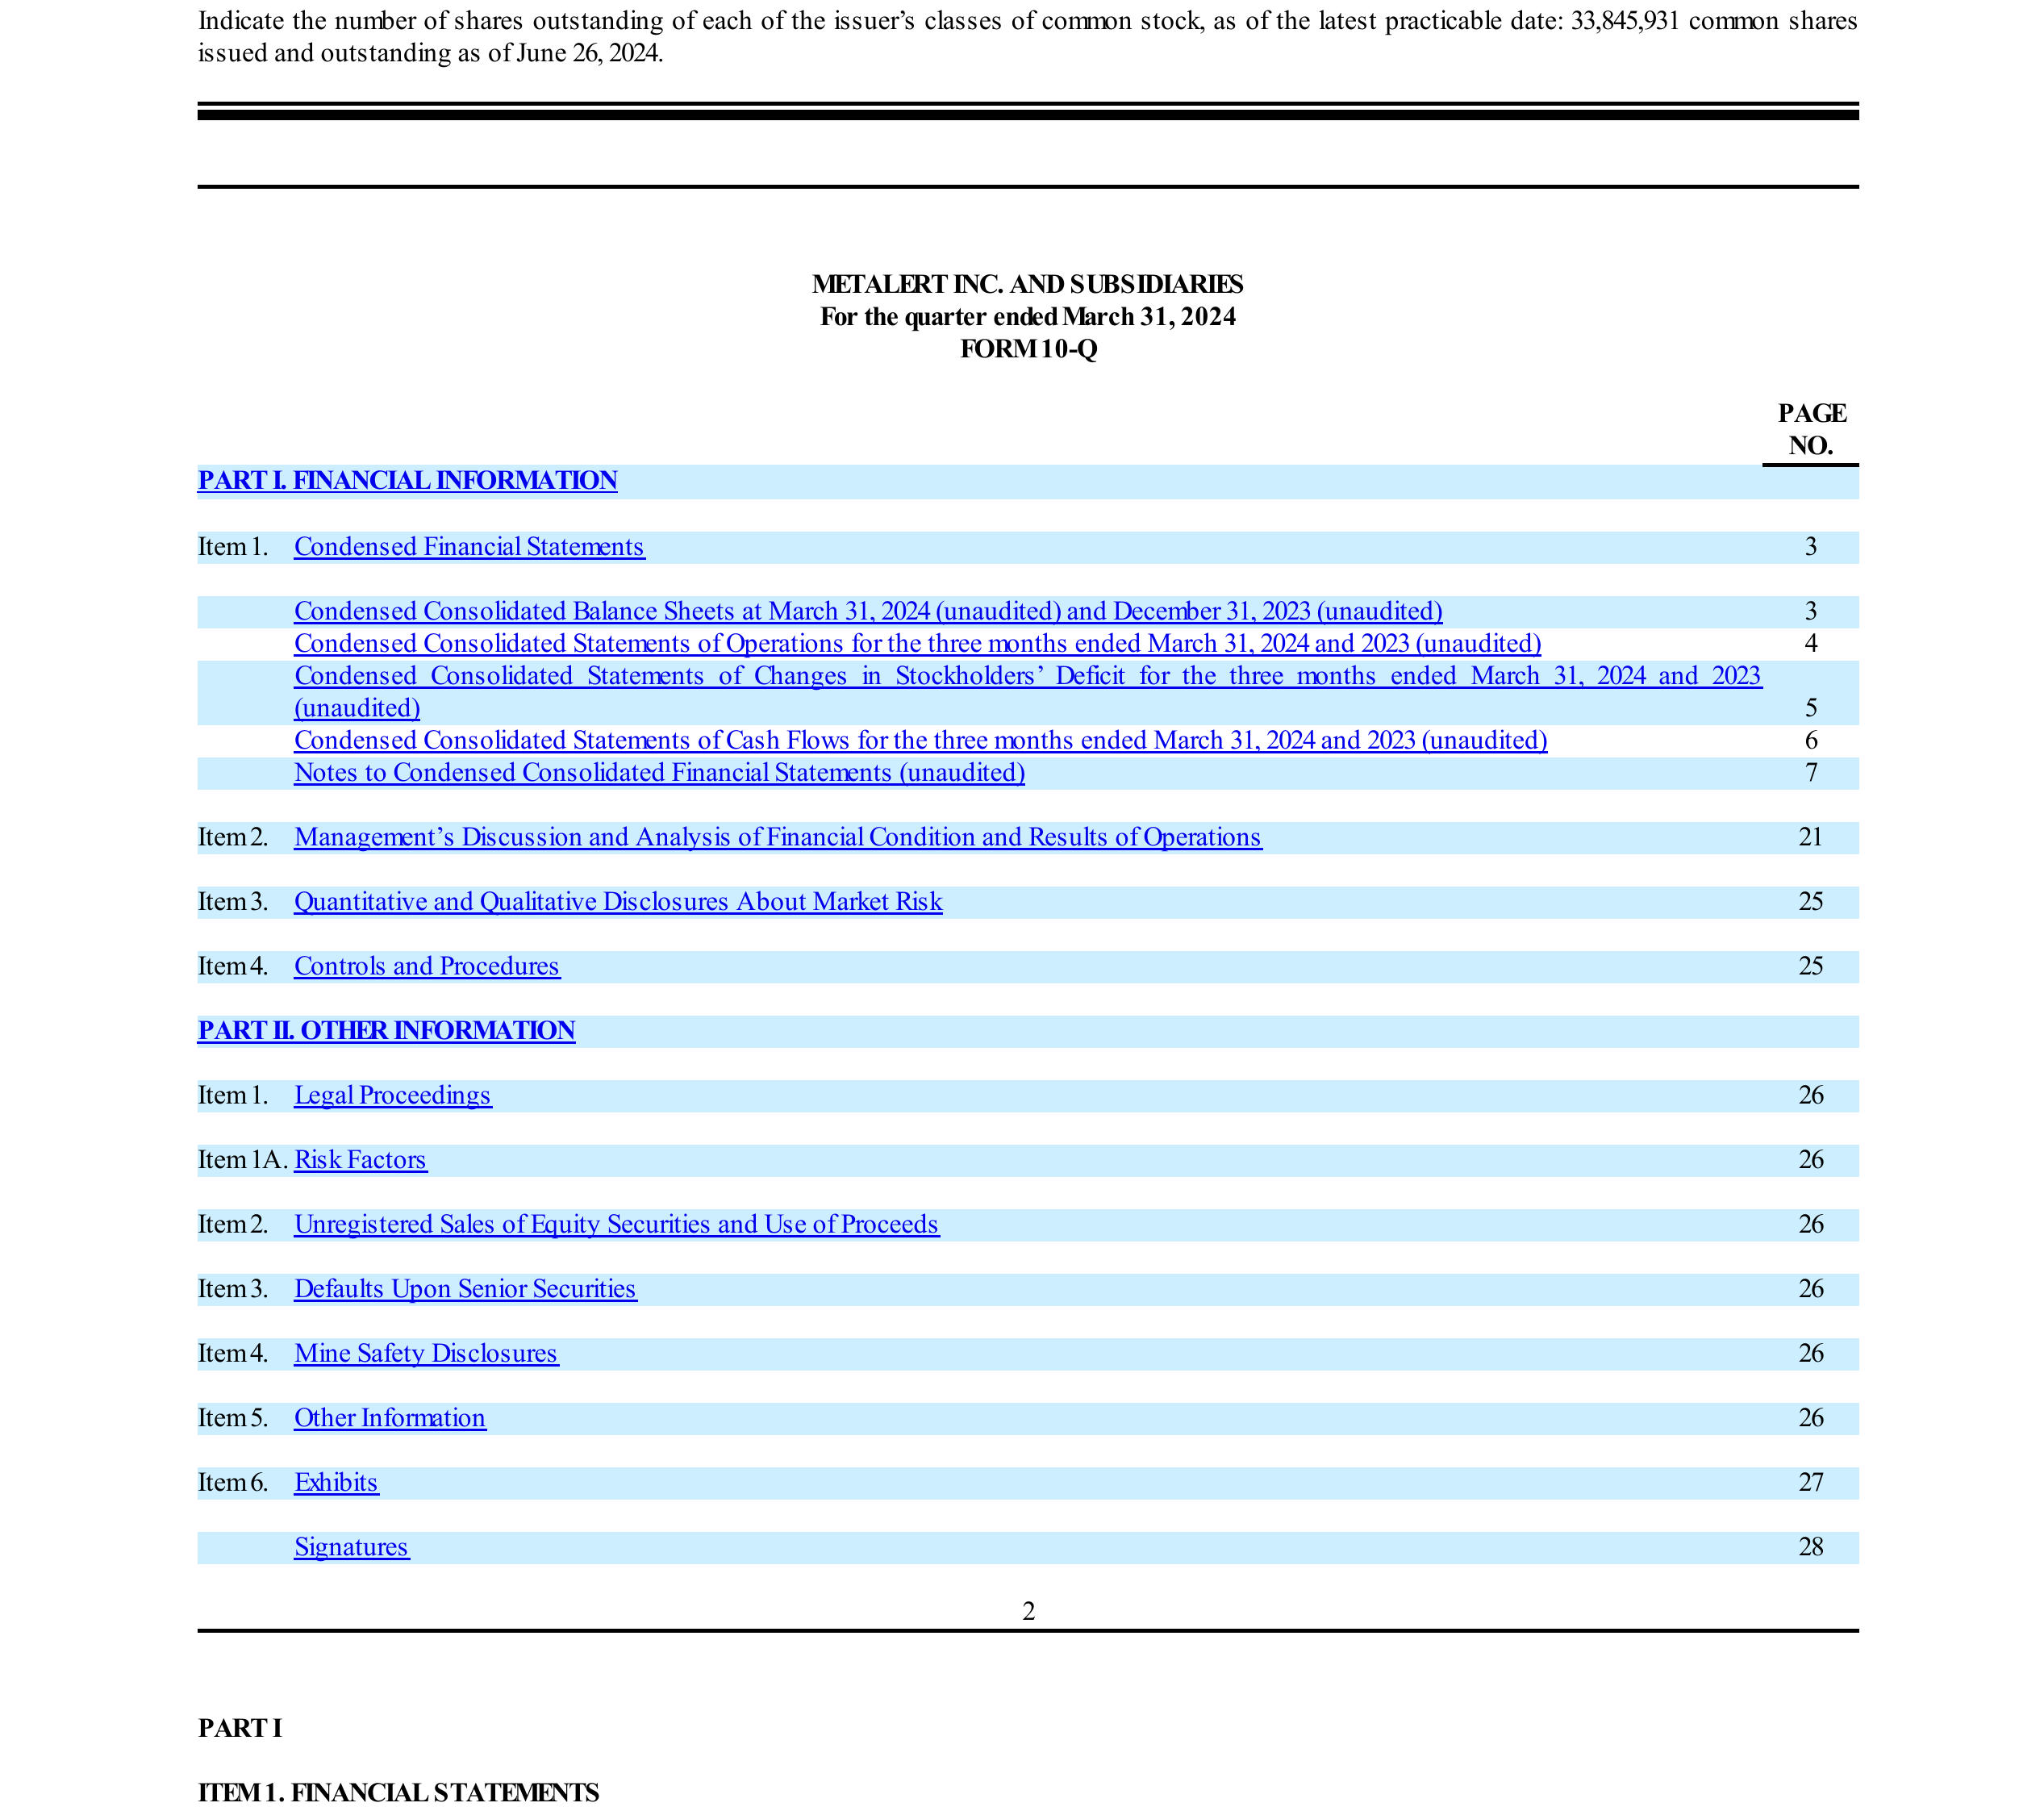 Indicate the number of shares outstanding of each of the issuer’s classes of common stock, as of the latest practicable date: 33,845,931 common shares
issued and outstanding as of June 26, 2024.
METALERT INC. AND SUBSIDIARIES
For the quarter ended March 31, 2024
FORM 10-Q
PAGE
NO.
PART I. FINANCIAL INFORMATION
Item 1. Condensed Financial Statements 3
Condensed Consolidated Balance Sheets at March 31, 2024 (unaudited) and December 31, 2023 (unaudited) 3
Condensed Consolidated Statements of Operations for the three months ended March 31, 2024 and 2023 (unaudited) 4
Condensed Consolidated Statements of Changes in Stockholders’ Deficit for the three months ended March 31, 2024 and 2023
(unaudited) 5
Condensed Consolidated Statements of Cash Flows for the three months ended March 31, 2024 and 2023 (unaudited) 6
Notes to Condensed Consolidated Financial Statements (unaudited) 7
Item 2. Management’s Discussion and Analysis of Financial Condition and Results of Operations 21
Item 3. Quantitative and Qualitative Disclosures About Market Risk 25
Item 4. Controls and Procedures 25
PART II. OTHER INFORMATION
Item 1. Legal Proceedings 26
Item 1A. Risk Factors 26
Item 2. Unregistered Sales of Equity Securities and Use of Proceeds 26
Item 3. Defaults Upon Senior Securities 26
Item 4. Mine Safety Disclosures 26
Item 5. Other Information 26
Item 6. Exhibits 27
Signatures 28
2
PART I
ITEM 1. FINANCIAL STATEMENTS